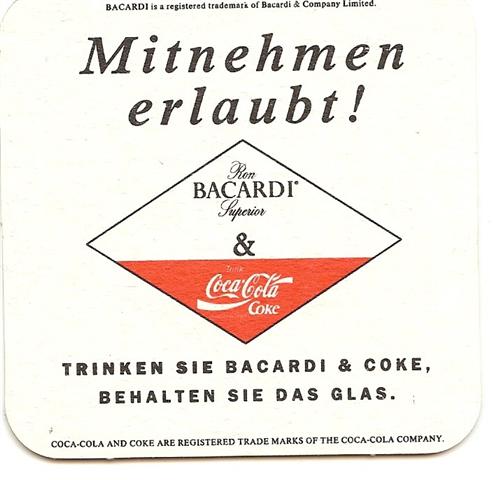 BACARDI is a registered trademark of Bacardi & Company Limited.
Mitnehmen
erlaubt!
Ron
BACARDI®
Superior
&
Trink
Coca-Cola
Coke
TRINKEN SIE BACARDI & COKE,
BEHALTEN SIE DAS GLAS.
COCA-COLA AND COKE ARE REGISTERED TRADE MARKS OF THE COCA-COLA COMPANY.